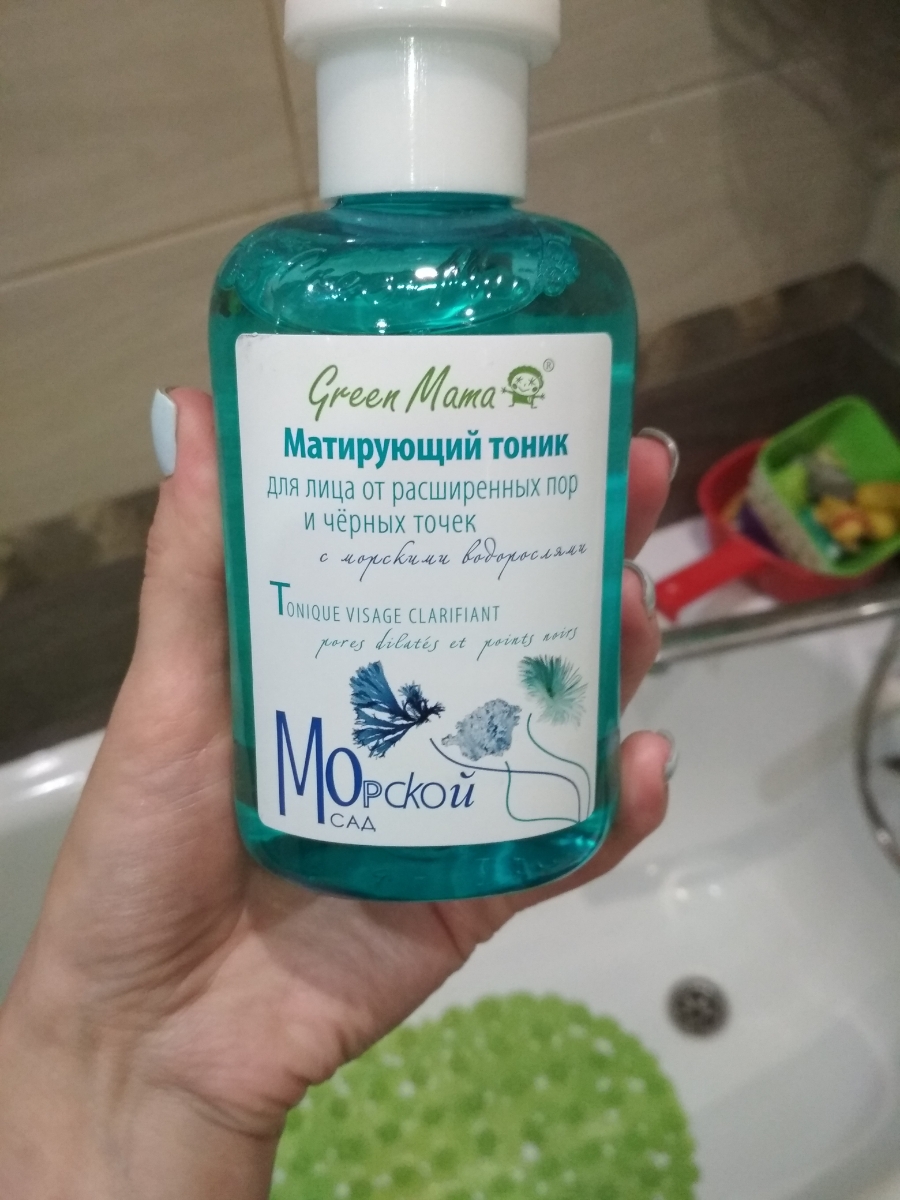 Green Mama ®
Матирующий тоник
для лица от расширенных пор
и чёрных точек
с морскими водорослями
Tonique visage clarifiant
pores dilatés et points noirs
Морской
сад